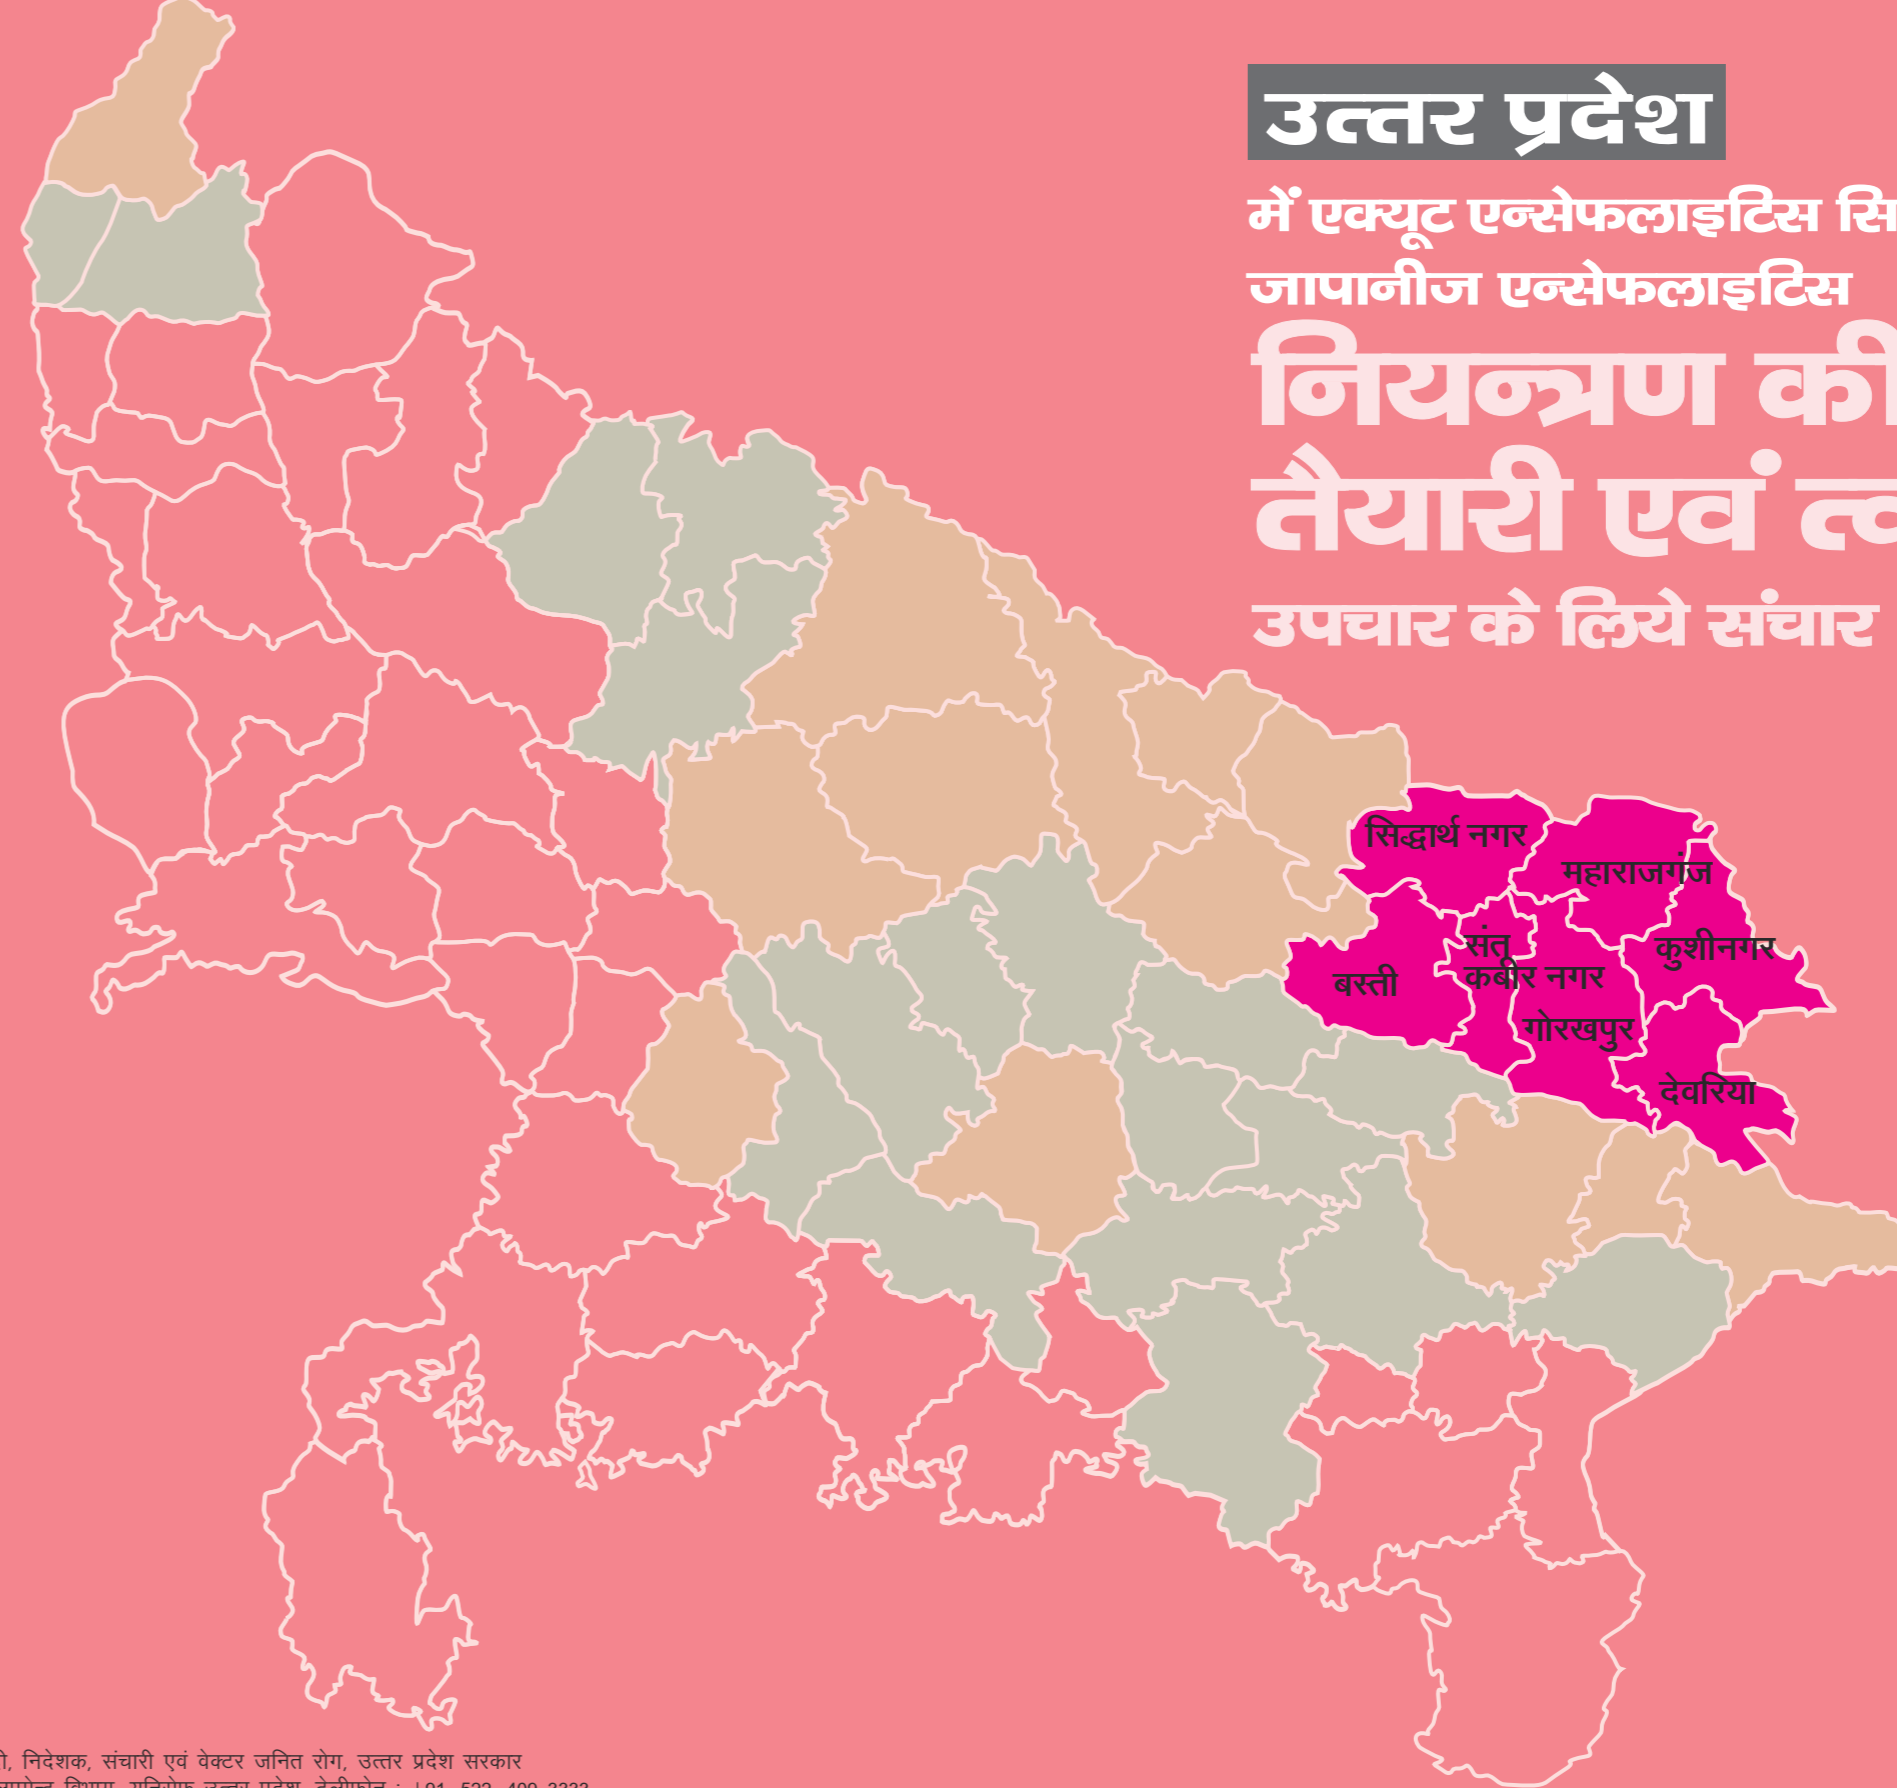 उत्तर प्रदेश
में एक्यूट एन्सेफलाइटिस
जापानीज एन्सेफलाइटिस
नियन्त्रण की
तैयारी एवं
उपचार के लिये संचार
सिद्धार्थ नगर
महाराजगंज
संत
कबीर नगर
कुशीनगर
बस्ती
गोरखपुर
देवरिया
निदेशक, संचारी एवं वेक्टर जनित रोग, उत्तर प्रदेश सरकार